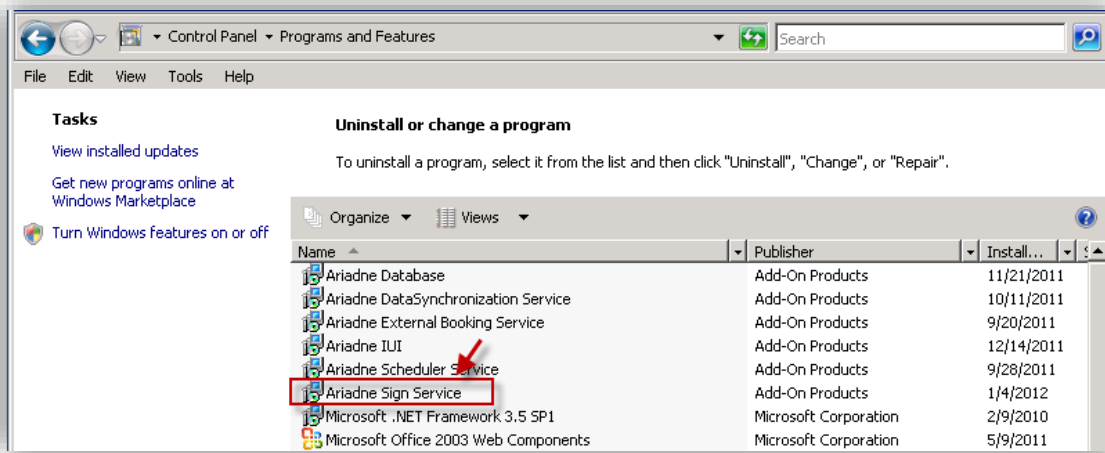 Control Panel Programs and Features Search
File Edit View Tools Help
Tasks
View installed updates
Get new programs online at
Windows Marketplace
Turn Windows features on or off
Uninstall or change a program
To uninstall a program, select it from the list and then click "Uninstall", "Change", or "Repair".
Organize Views
Name Publisher Install...
Ariadne Database Add-On Products 11/21/2011
Ariadne DataSynchronization Service Add-On Products 10/11/2011
Ariadne External Booking Service Add-On Products 9/20/2011
Ariadne IUI Add-On Products 12/14/2011
Ariadne Scheduler Service Add-On Products 9/28/2011
Ariadne Sign Service Add-On Products 1/4/2012
Microsoft .NET Framework 3.5 SP1 Microsoft Corporation 2/9/2010
Microsoft Office 2003 Web Components Microsoft Corporation 5/9/2011